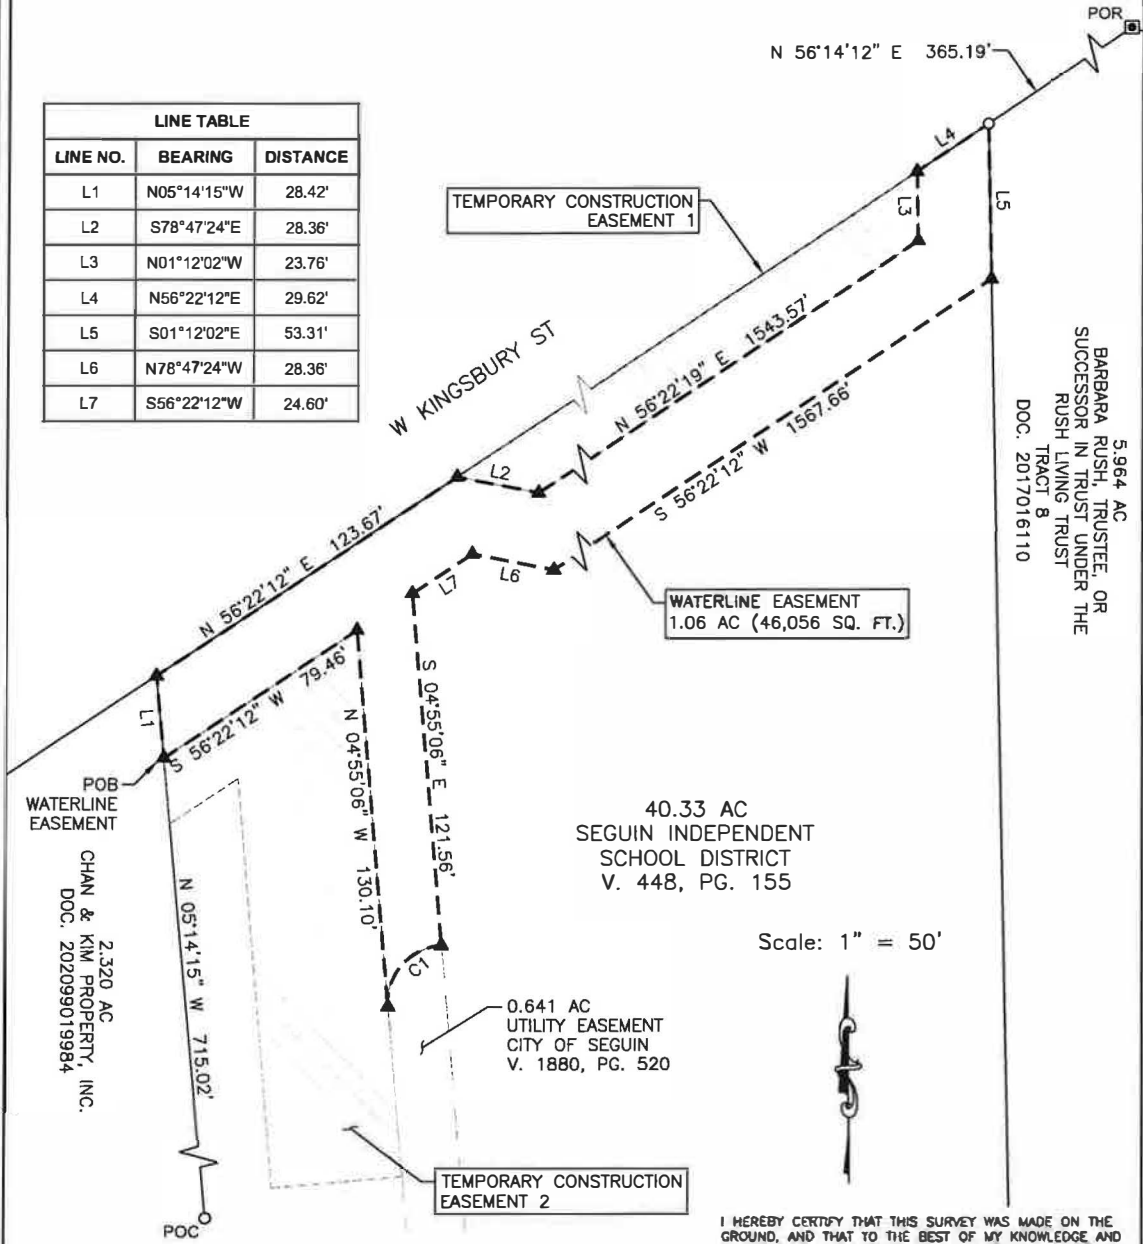 POR
N 56°14'12" E 365.19'
LINE TABLE
LINE NO. BEARING DISTANCE
L1 N05°14'15"W 28.42'
L2 S78°47'24"E 28.36'
L3 N01°12'02"W 23.76'
L4 N56°22'12"E 29.62'
L5 S01°12'02"E 53.31'
L6 N78°47'24"W 28.36'
L7 S56°22'12"W 24.60'
TEMPORARY CONSTRUCTION
EASEMENT 1
L4
L3
L5
W KINGSBURY ST
N 56°22'19" E 1543.57'
S 56°22'12" W 1567.66'
5.964 AC
BARBARA RUSH, TRUSTEE, OR
SUCCESSOR IN TRUST UNDER THE
RUSH LIVING TRUST
TRACT 8
DOC. 2017016110
L2
N 56°22'12" E 123.67'
L6
L7
WATERLINE EASEMENT
1.06 AC (46,056 SQ. FT.)
L1
S 56°22'12" W 79.46'
N 04°55'06" W 130.10'
S 04°55'06" E 121.56'
POB
WATERLINE
EASEMENT
40.33 AC
SEGUIN INDEPENDENT
SCHOOL DISTRICT
V. 448, PG. 155
2.320 AC
CHAN & KIM PROPERTY, INC.
DOC. 202099019984
N 05°14'15" W 715.02'
C1
Scale: 1" = 50'
0.641 AC
UTILITY EASEMENT
CITY OF SEGUIN
V. 1880, PG. 520
TEMPORARY CONSTRUCTION
EASEMENT 2
POC
I HEREBY CERTIFY THAT THIS SURVEY WAS MADE ON THE
GROUND, AND THAT TO THE BEST OF MY KNOWLEDGE AND